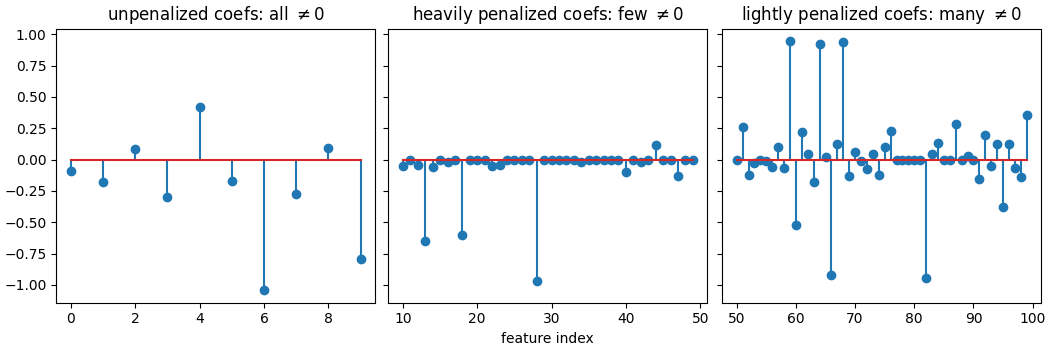 unpenalized coefs: all ≠0
heavily penalized coefs: few ≠0
lightly penalized coefs: many ≠0
1.00
0.75
0.50
0.25
0.00
−0.25
−0.50
−0.75
−1.00
0 2 4 6 8
10 20 30 40 50
50 60 70 80 90 100
feature index